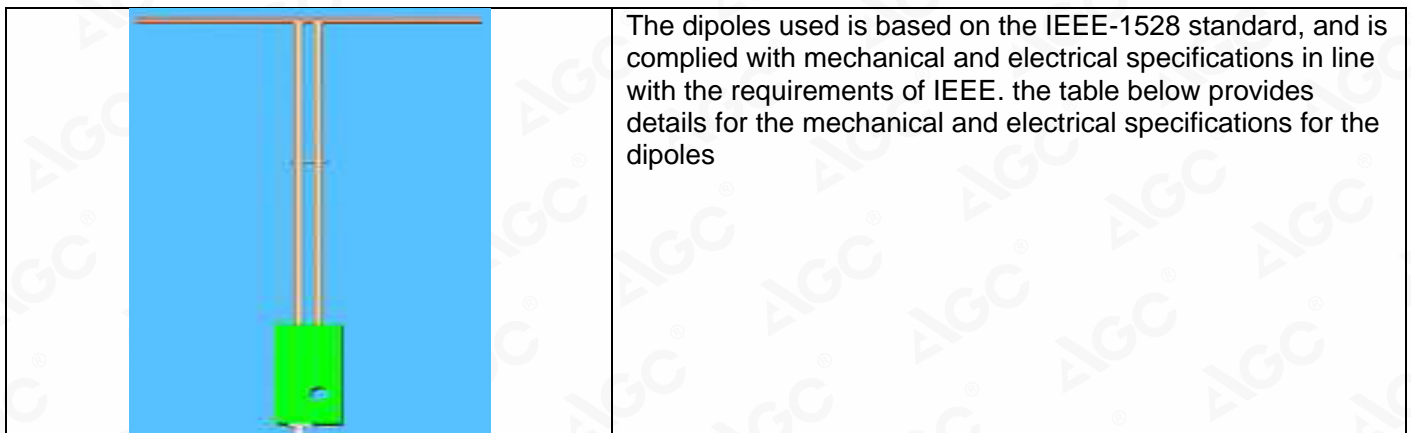 The dipoles used is based on the IEEE-1528 standard, and is
complied with mechanical and electrical specifications in line
with the requirements of IEEE. the table below provides
details for the mechanical and electrical specifications for the
dipoles